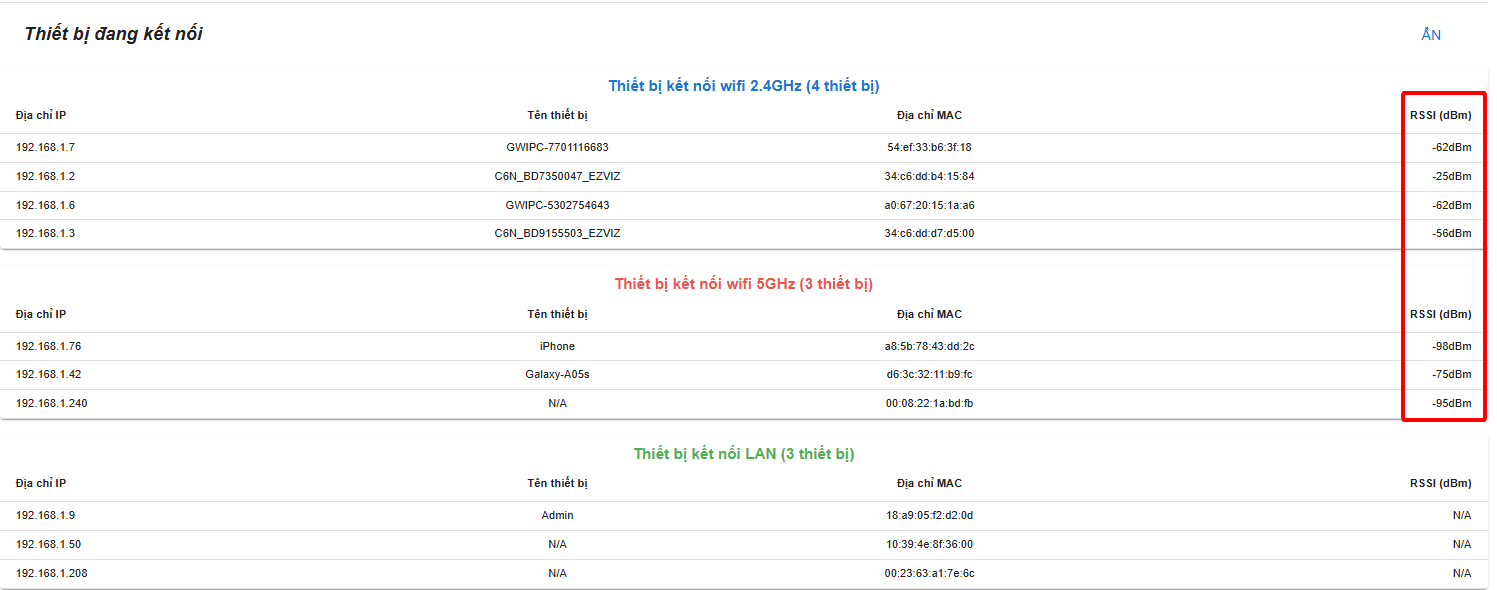 Thiết bị đang kết nối ẨN
Thiết bị kết nối wifi 2.4GHz (4 thiết bị)
Địa chỉ IP Tên thiết bị Địa chỉ MAC RSSI (dBm)
192.168.1.7 GWIPC-7701116683 54:ef:33:b6:3f:18 -62dBm
192.168.1.2 C6N_BD7350047_EZVIZ 34:c6:dd:b4:15:84 -25dBm
192.168.1.6 GWIPC-5302754643 a0:67:20:15:1a:a6 -62dBm
192.168.1.3 C6N_BD9155503_EZVIZ 34:c6:dd:d7:d5:00 -56dBm
Thiết bị kết nối wifi 5GHz (3 thiết bị)
Địa chỉ IP Tên thiết bị Địa chỉ MAC RSSI (dBm)
192.168.1.76 iPhone a8:5b:78:43:dd:2c -98dBm
192.168.1.42 Galaxy-A05s d6:3c:32:11:b9:fc -75dBm
192.168.1.240 N/A 00:08:22:1a:bd:fb -95dBm
Thiết bị kết nối LAN (3 thiết bị)
Địa chỉ IP Tên thiết bị Địa chỉ MAC RSSI (dBm)
192.168.1.9 Admin 18:a9:05:f2:d2:0d N/A
192.168.1.50 N/A 10:39:4e:8f:36:00 N/A
192.168.1.208 N/A 00:23:63:a1:7e:6c N/A